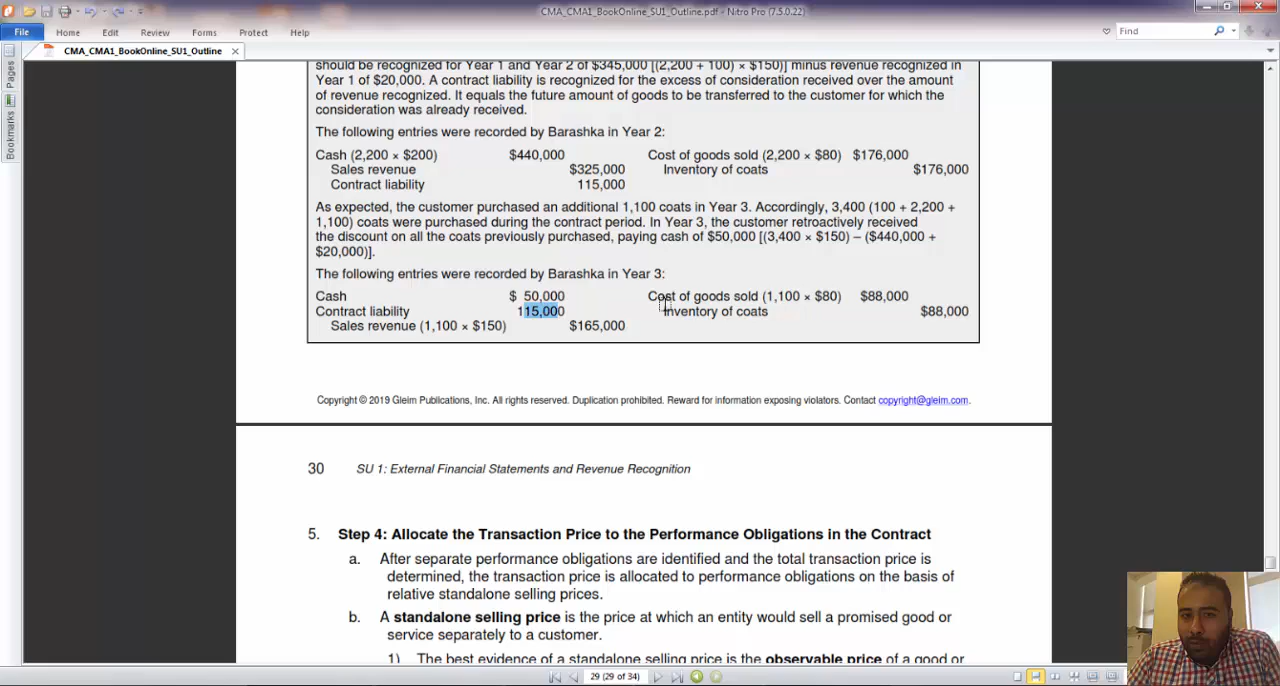 CMA_CMA1_BookOnline_SU1_Outline.pdf - Nitro Pro (7.5.0.22)
File Home Edit Review Forms Protect Help Find
CMA_CMA1_BookOnline_SU1_Outline
Pages
Bookmarks
should be recognized for Year 1 and Year 2 of $345,000 [(2,200 + 100) × $150)] minus revenue recognized in
Year 1 of $20,000. A contract liability is recognized for the excess of consideration received over the amount
of revenue recognized. It equals the future amount of goods to be transferred to the customer for which the
consideration was already received.
The following entries were recorded by Barashka in Year 2:
Cash (2,200 × $200) $440,000 Cost of goods sold (2,200 × $80) $176,000
Sales revenue $325,000 Inventory of coats $176,000
Contract liability 115,000
As expected, the customer purchased an additional 1,100 coats in Year 3. Accordingly, 3,400 (100 + 2,200 +
1,100) coats were purchased during the contract period. In Year 3, the customer retroactively received
the discount on all the coats previously purchased, paying cash of $50,000 [(3,400 × $150) – ($440,000 +
$20,000)].
The following entries were recorded by Barashka in Year 3:
Cash $ 50,000 Cost of goods sold (1,100 × $80) $88,000
Contract liability 115,000 Inventory of coats $88,000
Sales revenue (1,100 × $150) $165,000
Copyright © 2019 Gleim Publications, Inc. All rights reserved. Duplication prohibited. Reward for information exposing violators. Contact copyright@gleim.com.
30 SU 1: External Financial Statements and Revenue Recognition
5. Step 4: Allocate the Transaction Price to the Performance Obligations in the Contract
a. After separate performance obligations are identified and the total transaction price is
determined, the transaction price is allocated to performance obligations on the basis of
relative standalone selling prices.
b. A standalone selling price is the price at which an entity would sell a promised good or
service separately to a customer.
1) The best evidence of a standalone selling price is the observable price of a good or
29 (29 of 34)